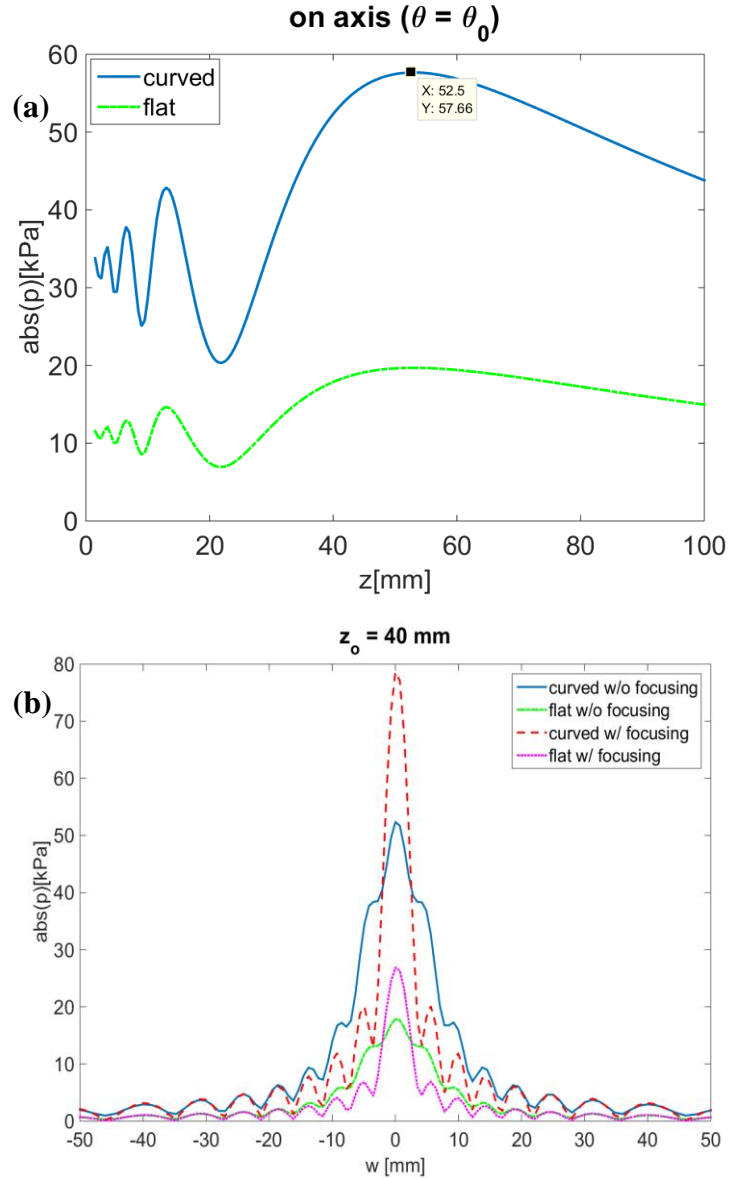 on axis (θ = θ₀)
(a)
curved
flat
X: 52.5
Y: 57.66
abs(p)[kPa]
60
50
40
30
20
10
0
0 20 40 60 80 100
z[mm]
z₀ = 40 mm
(b)
curved w/o focusing
flat w/o focusing
curved w/ focusing
flat w/ focusing
abs(p)[kPa]
80
70
60
50
40
30
20
10
0
-50 -40 -30 -20 -10 0 10 20 30 40 50
w [mm]